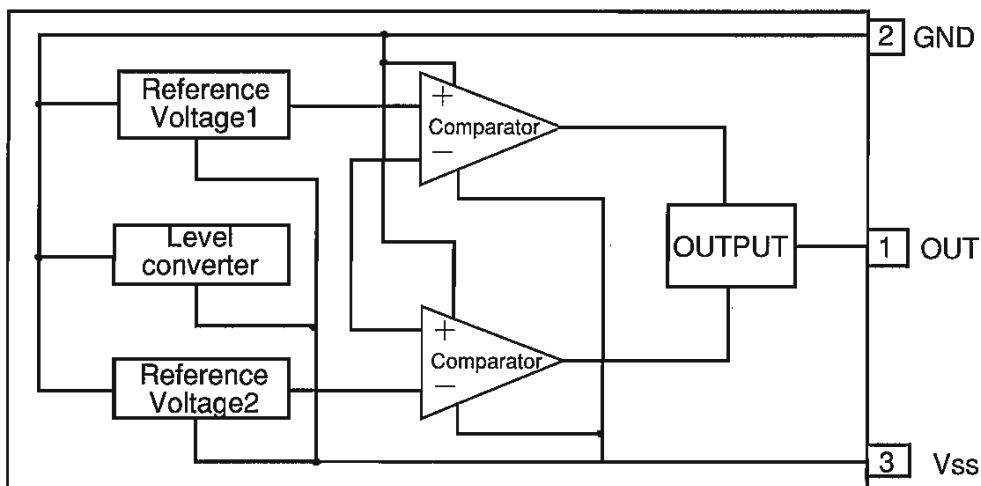 2 GND
Reference
Voltage1
+
Comparator
−
Level
converter
OUTPUT
1 OUT
+
Comparator
−
Reference
Voltage2
3 Vss